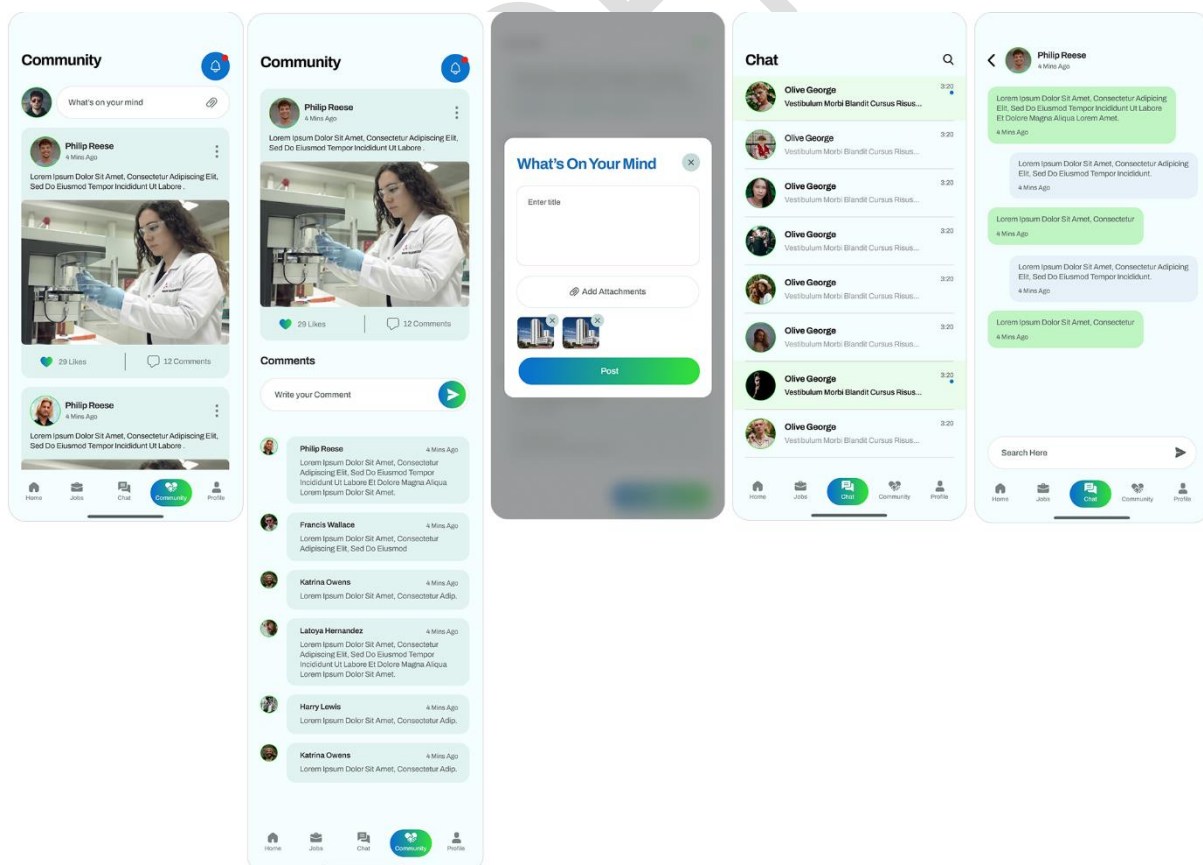 Community
What's on your mind
Philip Reese
4 Mins Ago
Lorem Ipsum Dolor Sit Amet, Consectetur Adipiscing Elit,
Sed Do Eiusmod Tempor Incididunt Ut Labore .
29 Likes
12 Comments
Philip Reese
4 Mins Ago
Lorem Ipsum Dolor Sit Amet, Consectetur Adipiscing Elit,
Sed Do Eiusmod Tempor Incididunt Ut Labore .
Home
Jobs
Chat
Community
Profile
Community
Philip Reese
4 Mins Ago
Lorem Ipsum Dolor Sit Amet, Consectetur Adipiscing Elit,
Sed Do Eiusmod Tempor Incididunt Ut Labore .
29 Likes
12 Comments
Comments
Write your Comment
Philip Reese
4 Mins Ago
Lorem Ipsum Dolor Sit Amet, Consectetur
Adipiscing Elit, Sed Do Eiusmod Tempor
Incididunt Ut Labore Et Dolore Magna Aliqua
Lorem Ipsum Dolor Sit Amet.
Francis Wallace
4 Mins Ago
Lorem Ipsum Dolor Sit Amet, Consectetur
Adipiscing Elit, Sed Do Eiusmod
Katrina Owens
4 Mins Ago
Lorem Ipsum Dolor Sit Amet, Consectetur Adip.
Latoya Hernandez
4 Mins Ago
Lorem Ipsum Dolor Sit Amet, Consectetur
Adipiscing Elit, Sed Do Eiusmod Tempor
Incididunt Ut Labore Et Dolore Magna Aliqua
Lorem Ipsum Dolor Sit Amet.
Harry Lewis
4 Mins Ago
Lorem Ipsum Dolor Sit Amet, Consectetur Adip.
Katrina Owens
4 Mins Ago
Lorem Ipsum Dolor Sit Amet, Consectetur Adip.
Home
Jobs
Chat
Community
Profile
What's On Your Mind
Enter title
Add Attachments
Post
Chat
Olive George
3:20
Vestibulum Morbi Blandit Cursus Risus...
Olive George
3:20
Vestibulum Morbi Blandit Cursus Risus...
Olive George
3:20
Vestibulum Morbi Blandit Cursus Risus...
Olive George
3:20
Vestibulum Morbi Blandit Cursus Risus...
Olive George
3:20
Vestibulum Morbi Blandit Cursus Risus...
Olive George
3:20
Vestibulum Morbi Blandit Cursus Risus...
Olive George
3:20
Vestibulum Morbi Blandit Cursus Risus...
Olive George
3:20
Vestibulum Morbi Blandit Cursus Risus...
Home
Jobs
Chat
Community
Profile
Philip Reese
4 Mins Ago
Lorem Ipsum Dolor Sit Amet, Consectetur Adipicing
Elit, Sed Do Eiusmod Tempor Incididunt Ut Labore
Et Dolore Magna Aliqua Lorem Amet.
4 Mins Ago
Lorem Ipsum Dolor Sit Amet, Consectetur Adipicing
Elit, Sed Do Eiusmod Tempor Incididunt.
4 Mins Ago
Lorem Ipsum Dolor Sit Amet, Consectetur
4 Mins Ago
Lorem Ipsum Dolor Sit Amet, Consectetur Adipicing
Elit, Sed Do Eiusmod Tempor Incididunt.
4 Mins Ago
Lorem Ipsum Dolor Sit Amet, Consectetur
4 Mins Ago
Search Here
Home
Jobs
Chat
Community
Profile